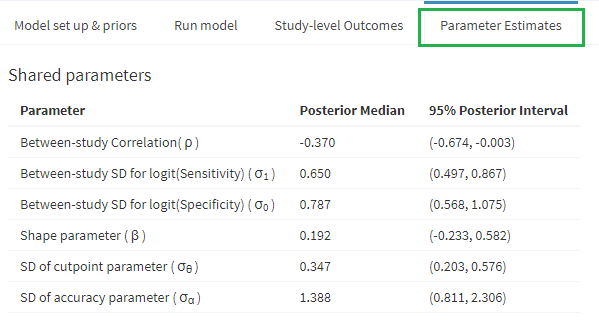 Model set up & priors Run model Study-level Outcomes Parameter Estimates
Shared parameters
Parameter Posterior Median 95% Posterior Interval
Between-study Correlation( ρ ) -0.370 (-0.674, -0.003)
Between-study SD for logit(Sensitivity) ( σ₁ ) 0.650 (0.497, 0.867)
Between-study SD for logit(Specificity) ( σ₀ ) 0.787 (0.568, 1.075)
Shape parameter ( β ) 0.192 (-0.233, 0.582)
SD of cutpoint parameter ( σθ ) 0.347 (0.203, 0.576)
SD of accuracy parameter ( σα ) 1.388 (0.811, 2.306)